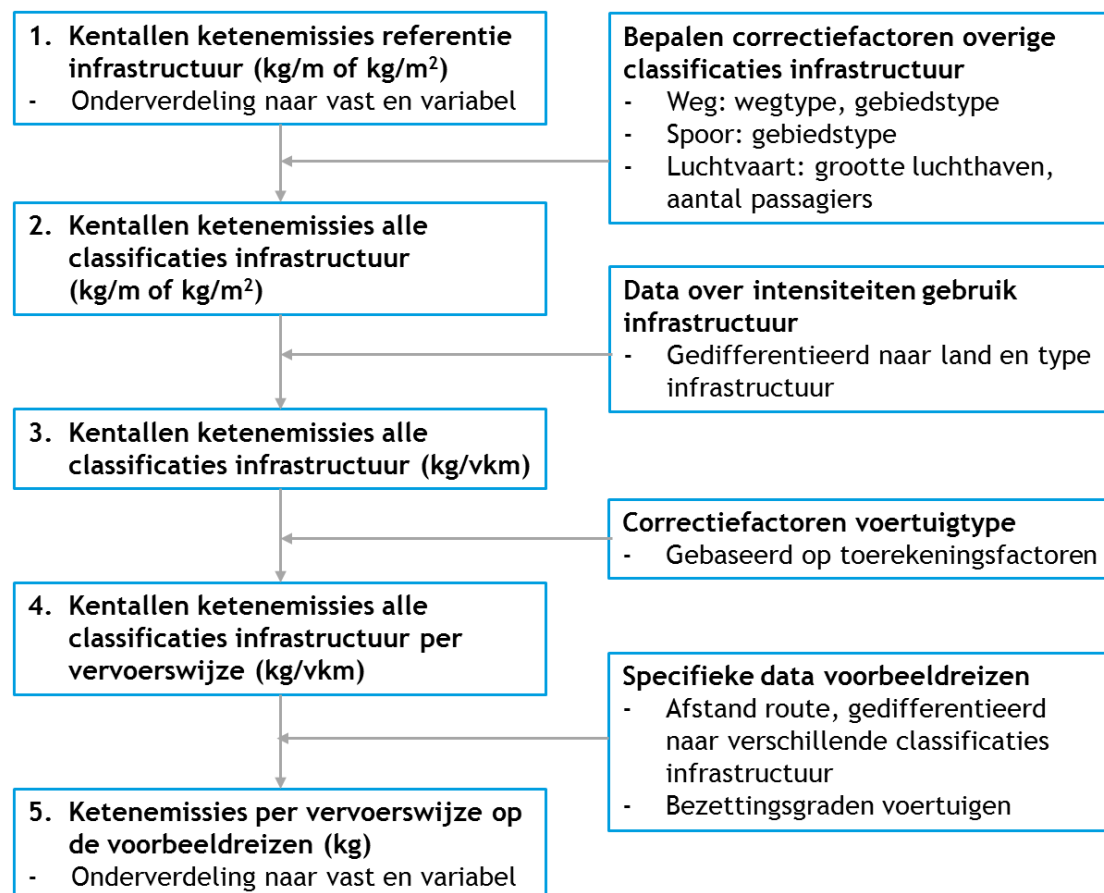 1. Kentallen ketenemissies referentie
infrastructuur (kg/m of kg/m²)
- Onderverdeling naar vast en variabel
Bepalen correctiefactoren overige
classificaties infrastructuur
- Weg: wegtype, gebiedstype
- Spoor: gebiedstype
- Luchtvaart: grootte luchthaven,
aantal passagiers
2. Kentallen ketenemissies alle
classificaties infrastructuur
(kg/m of kg/m²)
Data over intensiteiten gebruik
infrastructuur
- Gedifferentieerd naar land en type
infrastructuur
3. Kentallen ketenemissies alle
classificaties infrastructuur (kg/vkm)
Correctiefactoren voertuigtype
- Gebaseerd op toerekeningsfactoren
4. Kentallen ketenemissies alle
classificaties infrastructuur per
vervoerswijze (kg/vkm)
Specifieke data voorbeeldreizen
- Afstand route, gedifferentieerd
naar verschillende classificaties
infrastructuur
- Bezettingsgraden voertuigen
5. Ketenemissies per vervoerswijze op
de voorbeeldreizen (kg)
- Onderverdeling naar vast en variabel